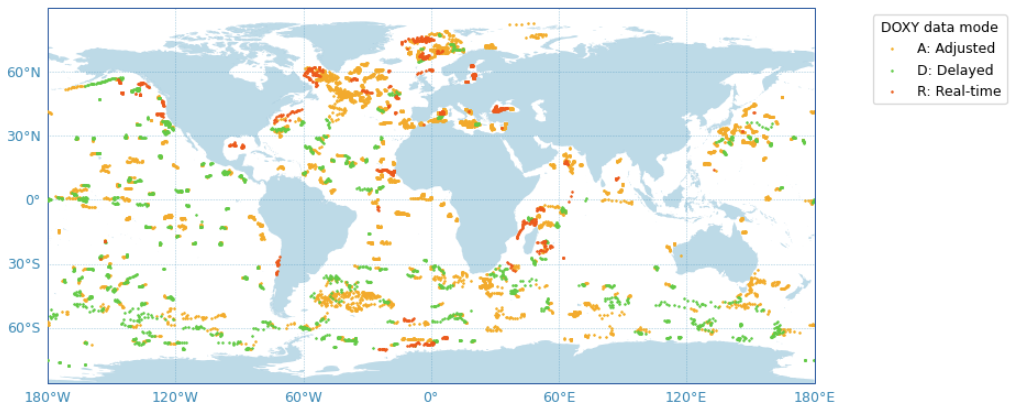 DOXY data mode
A: Adjusted
D: Delayed
R: Real-time
60°N
30°N
0°
30°S
60°S
180°W
120°W
60°W
0°
60°E
120°E
180°E